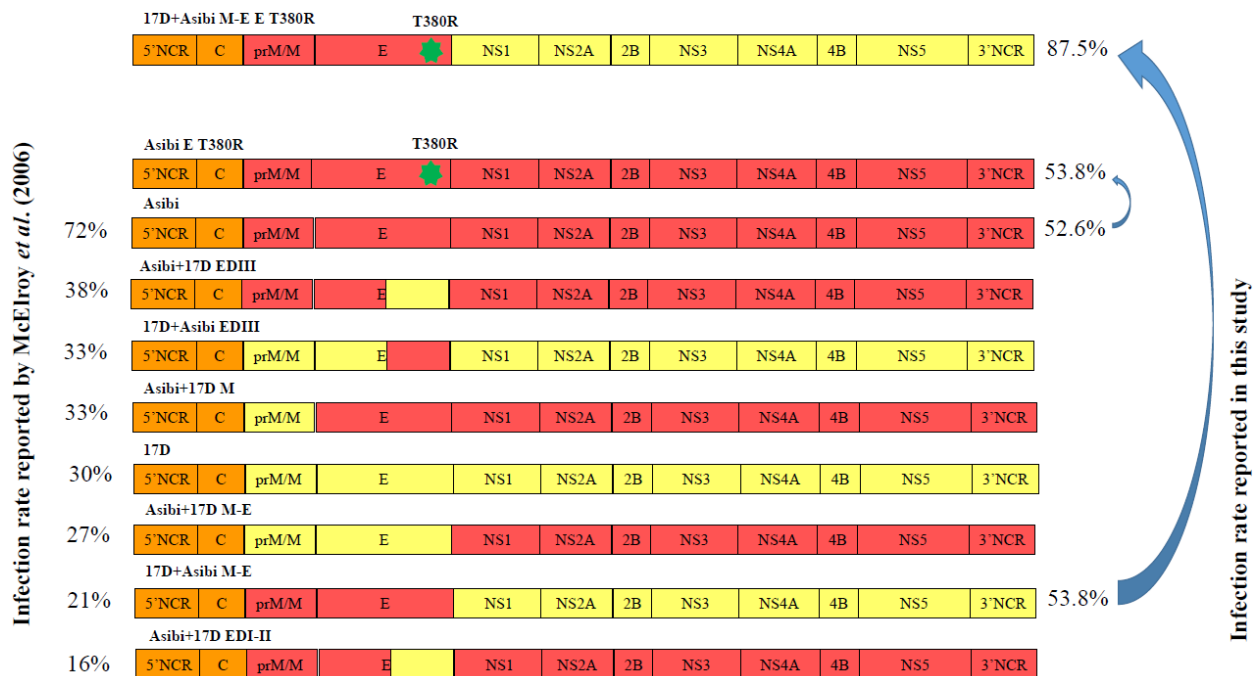 17D+Asibi M-E E T380R
T380R
5’NCR C prM/M E NS1 NS2A 2B NS3 NS4A 4B NS5 3’NCR 87.5%
Asibi E T380R
T380R
5’NCR C prM/M E NS1 NS2A 2B NS3 NS4A 4B NS5 3’NCR 53.8%
Asibi
72% 5’NCR C prM/M E NS1 NS2A 2B NS3 NS4A 4B NS5 3’NCR 52.6%
Asibi+17D EDIII
38% 5’NCR C prM/M E NS1 NS2A 2B NS3 NS4A 4B NS5 3’NCR
17D+Asibi EDIII
33% 5’NCR C prM/M E NS1 NS2A 2B NS3 NS4A 4B NS5 3’NCR
Asibi+17D M
33% 5’NCR C prM/M E NS1 NS2A 2B NS3 NS4A 4B NS5 3’NCR
17D
30% 5’NCR C prM/M E NS1 NS2A 2B NS3 NS4A 4B NS5 3’NCR
Asibi+17D M-E
27% 5’NCR C prM/M E NS1 NS2A 2B NS3 NS4A 4B NS5 3’NCR
17D+Asibi M-E
21% 5’NCR C prM/M E NS1 NS2A 2B NS3 NS4A 4B NS5 3’NCR 53.8%
Asibi+17D EDI-II
16% 5’NCR C prM/M E NS1 NS2A 2B NS3 NS4A 4B NS5 3’NCR
Infection rate reported by McElroy et al. (2006)
Infection rate reported in this study